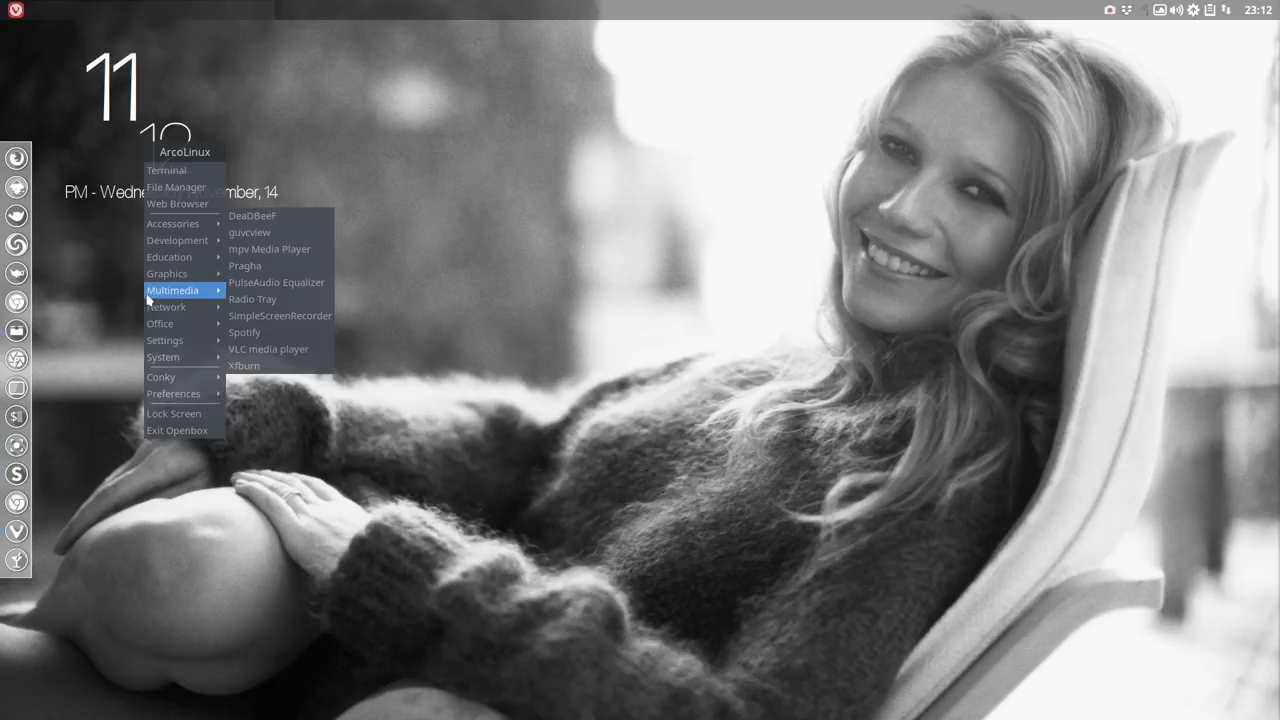 23:12
11
12
PM - Wedne
mber, 14
ArcoLinux
Terminal
File Manager
Web Browser
Accessories
Development
Education
Graphics
Multimedia
Network
Office
Settings
System
Conky
Preferences
Lock Screen
Exit Openbox
DeaDBeeF
guvcview
mpv Media Player
Pragha
PulseAudio Equalizer
Radio Tray
SimpleScreenRecorder
Spotify
VLC media player
Xfburn
$
S